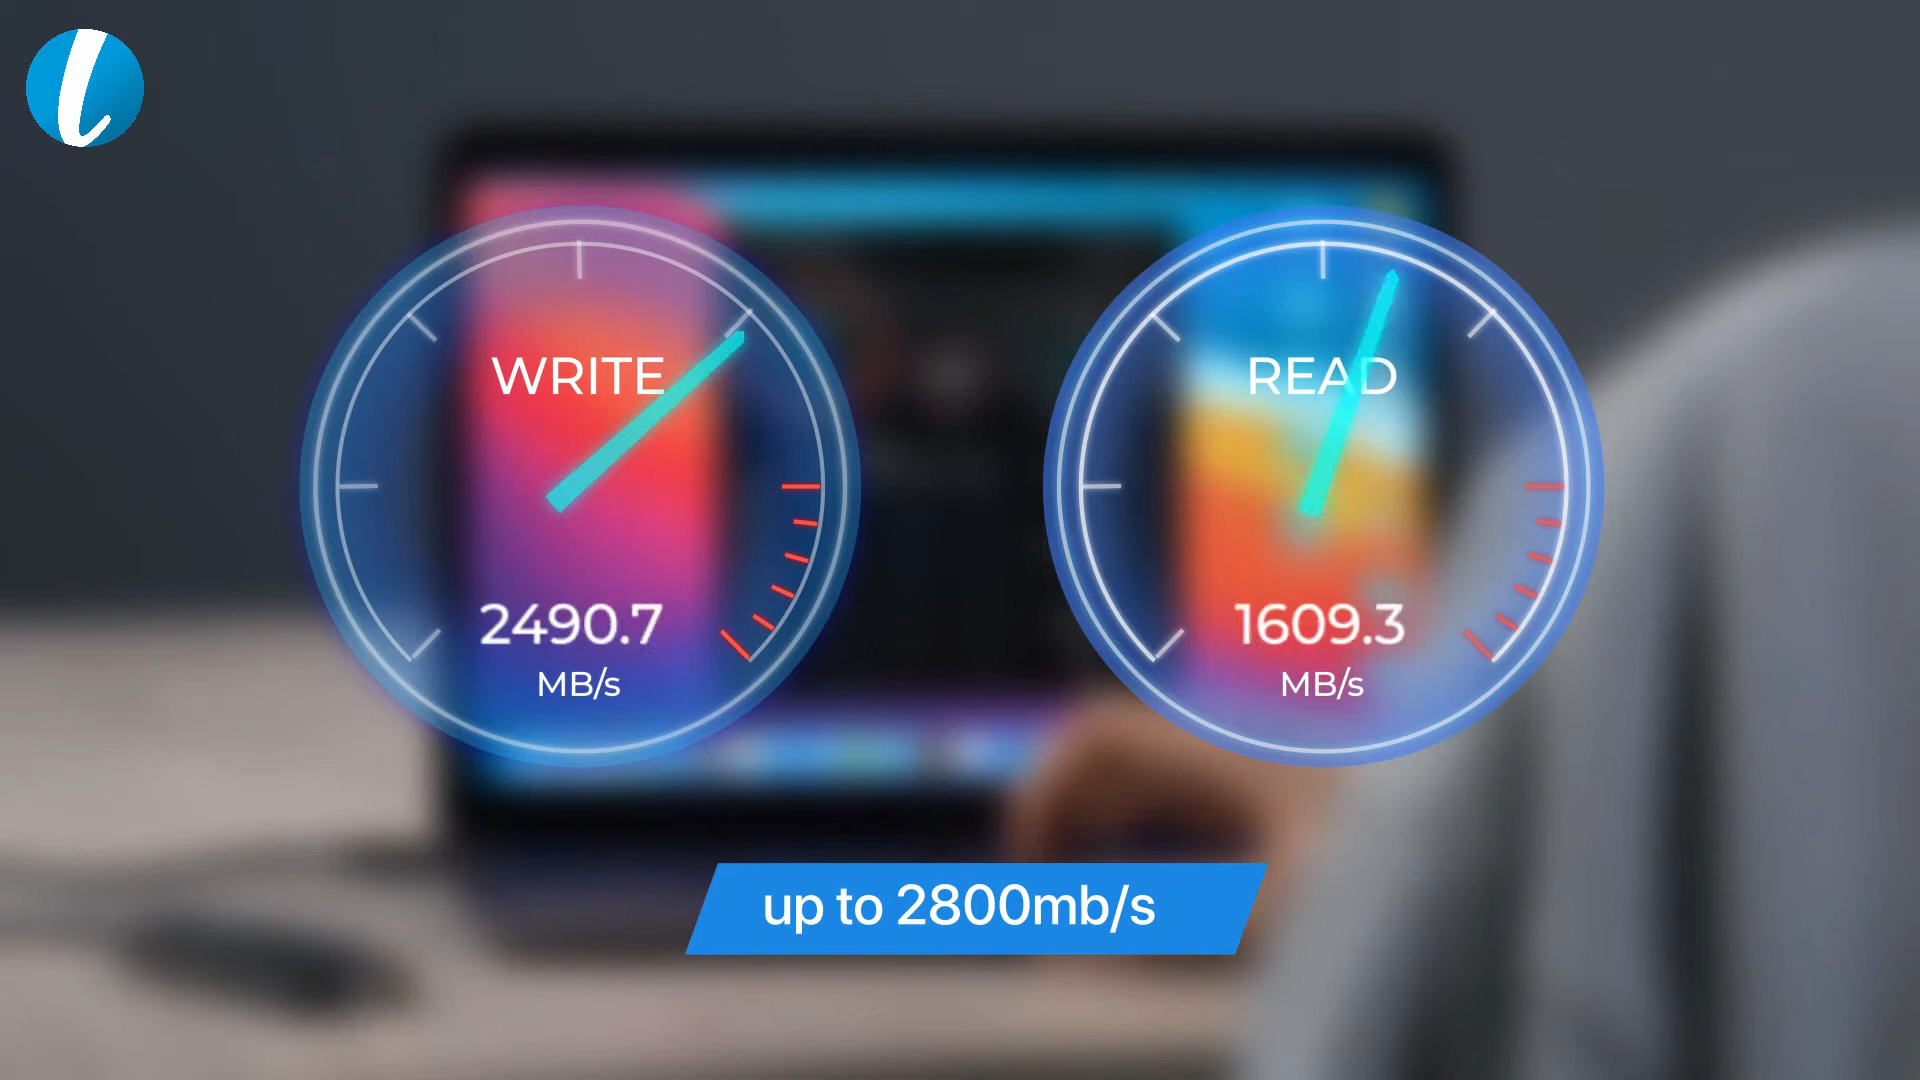 WRITE
2490.7
MB/s
READ
1609.3
MB/s
up to 2800mb/s